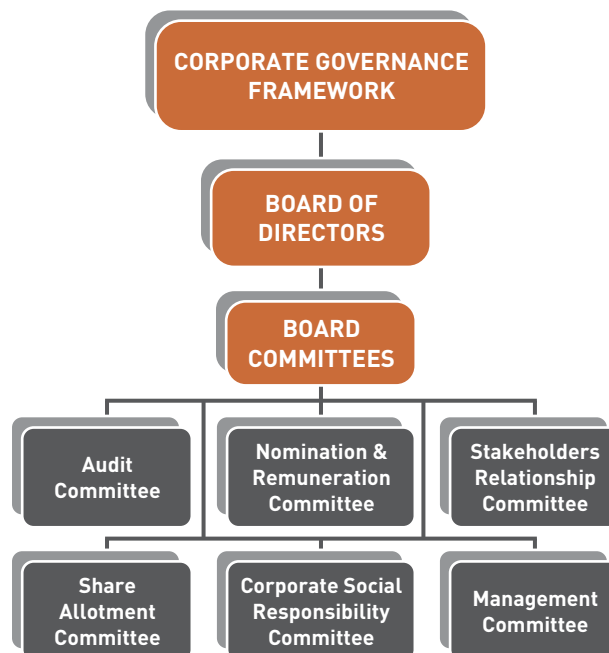 CORPORATE GOVERNANCE
FRAMEWORK
BOARD OF
DIRECTORS
BOARD
COMMITTEES
Audit
Committee
Nomination &
Remuneration
Committee
Stakeholders
Relationship
Committee
Share
Allotment
Committee
Corporate Social
Responsibility
Committee
Management
Committee